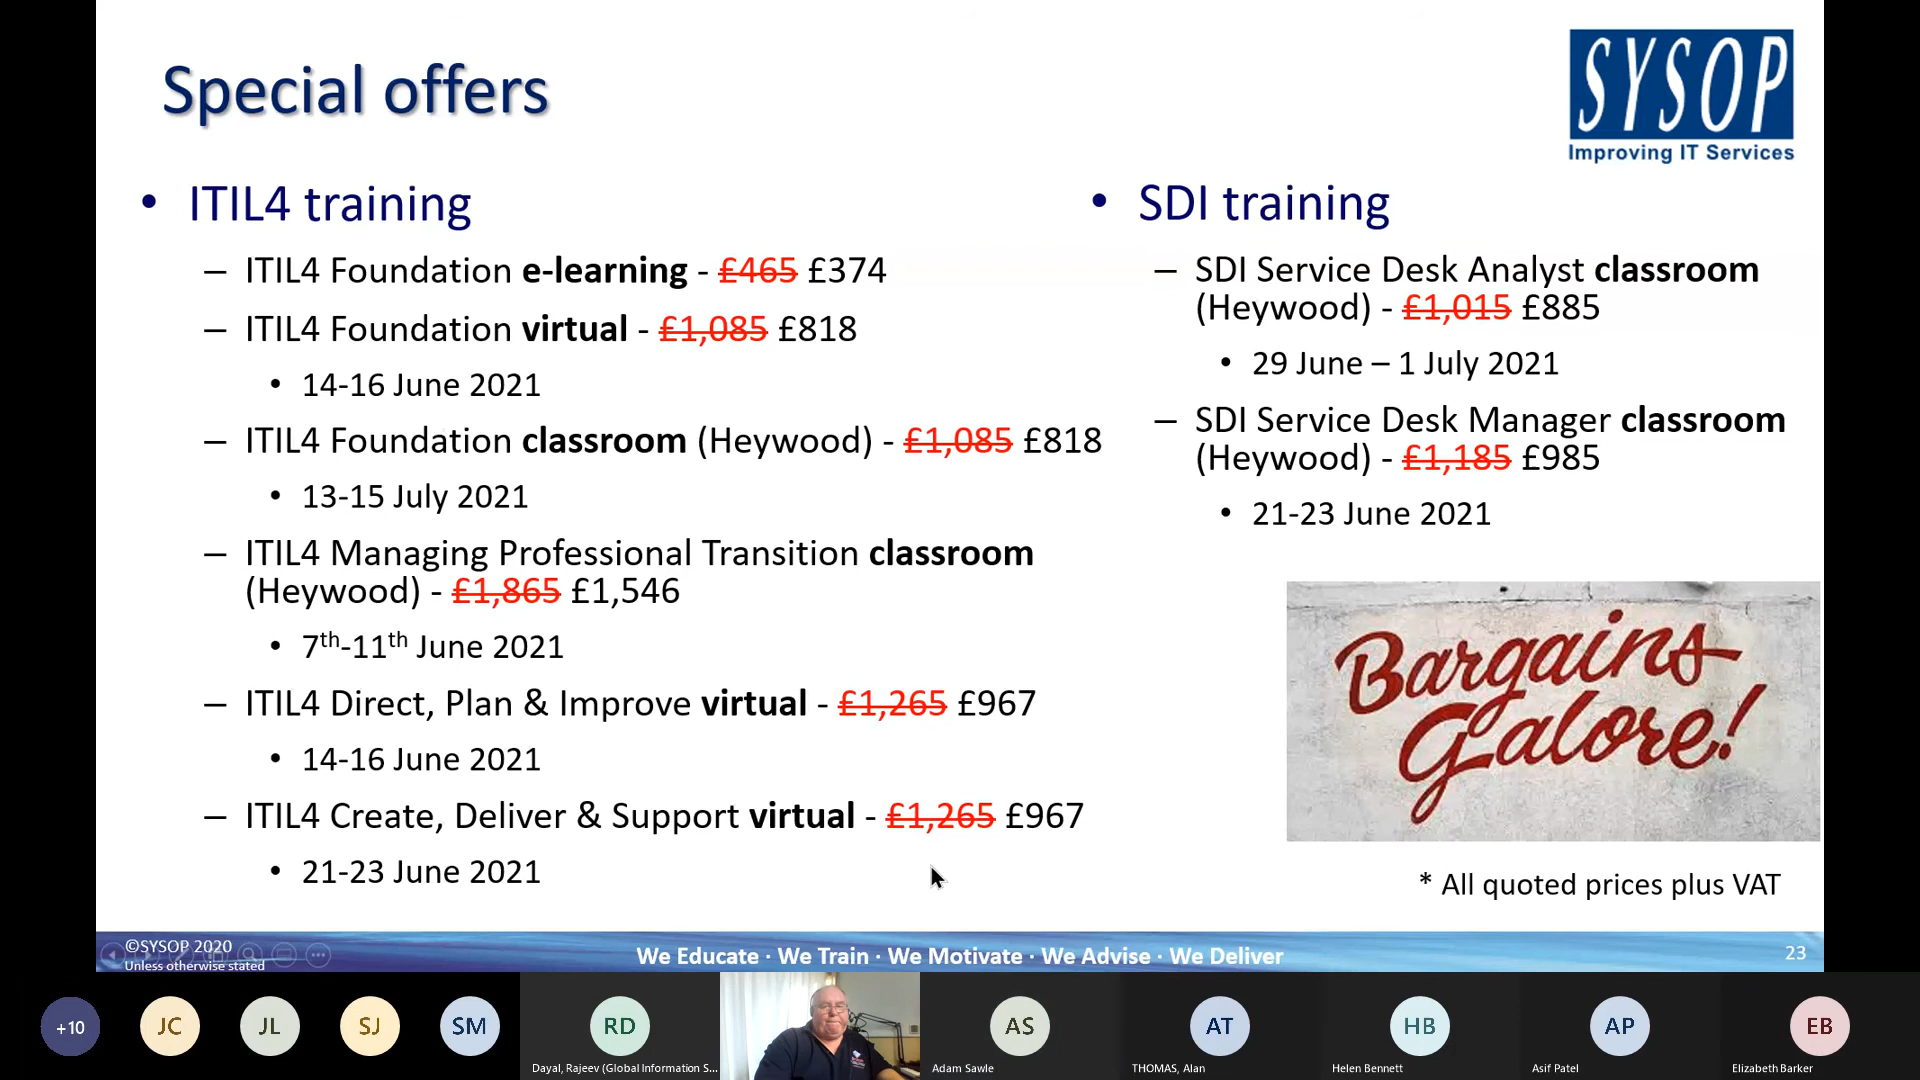 Special offers
SYSOP
Improving IT Services
• ITIL4 training
– ITIL4 Foundation e-learning - £465 £374
– ITIL4 Foundation virtual - £1,085 £818
• 14-16 June 2021
– ITIL4 Foundation classroom (Heywood) - £1,085 £818
• 13-15 July 2021
– ITIL4 Managing Professional Transition classroom
(Heywood) - £1,865 £1,546
• 7th-11th June 2021
– ITIL4 Direct, Plan & Improve virtual - £1,265 £967
• 14-16 June 2021
– ITIL4 Create, Deliver & Support virtual - £1,265 £967
• 21-23 June 2021
• SDI training
– SDI Service Desk Analyst classroom
(Heywood) - £1,015 £885
• 29 June – 1 July 2021
– SDI Service Desk Manager classroom
(Heywood) - £1,185 £985
• 21-23 June 2021
Bargains
Galore!
* All quoted prices plus VAT
©SYSOP 2020
Unless otherwise stated
We Educate · We Train · We Motivate · We Advise · We Deliver
23
+10
JC
JL
SJ
SM
RD
AS
AT
HB
AP
EB
Dayal, Rajeev (Global Information S...
Adam Sawle
THOMAS, Alan
Helen Bennett
Asif Patel
Elizabeth Barker